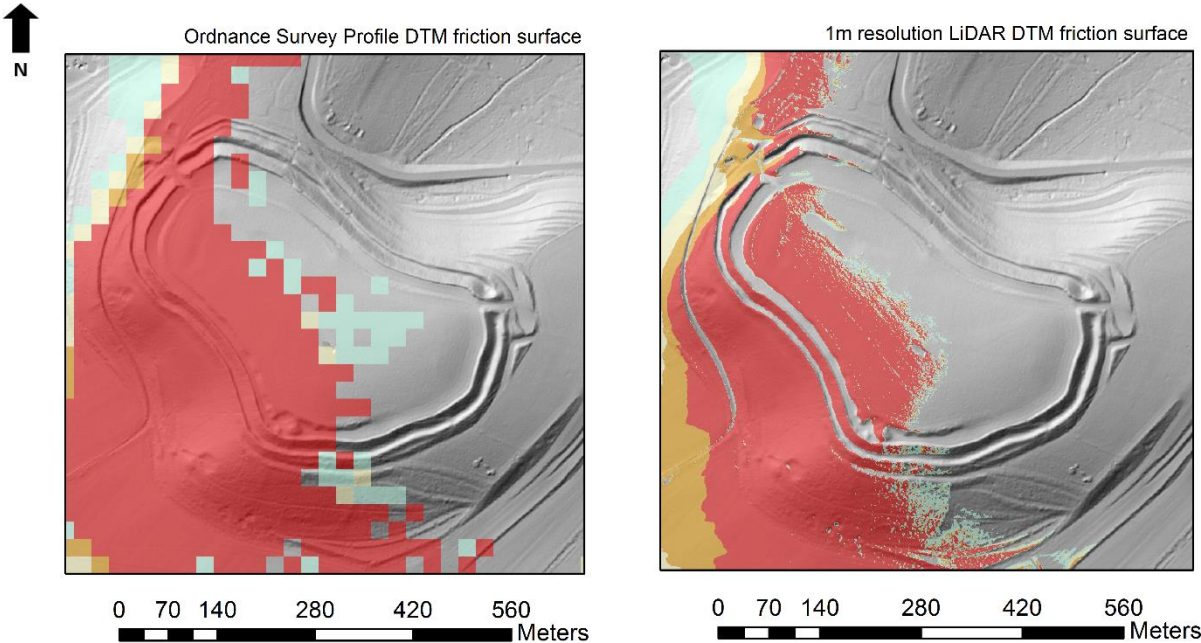 Ordnance Survey Profile DTM friction surface
1m resolution LiDAR DTM friction surface
N
0 70 140 280 420 560
Meters
0 70 140 280 420 560
Meters